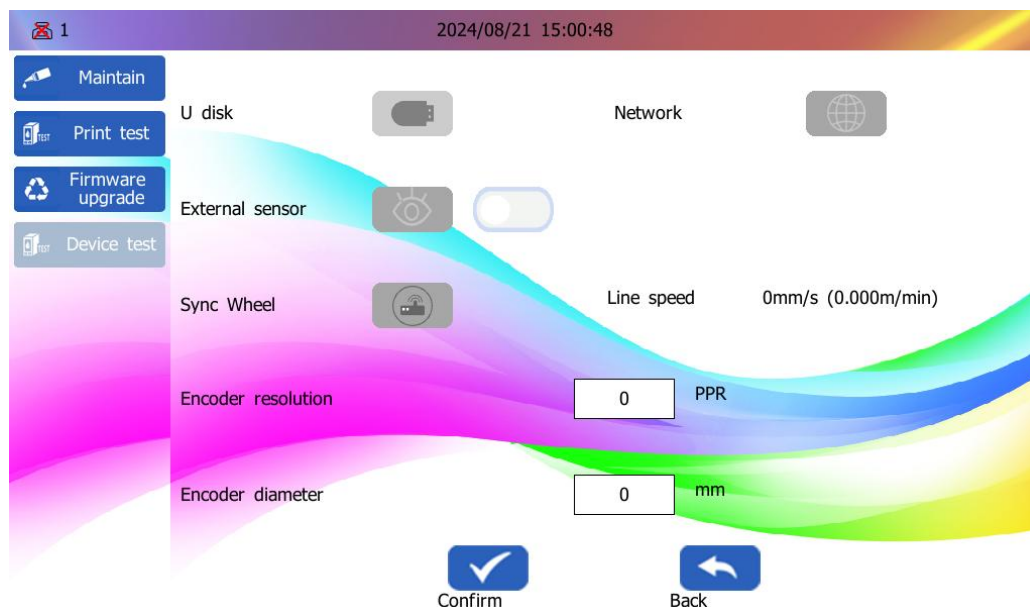 1
2024/08/21 15:00:48
Maintain
Print test
Firmware
upgrade
Device test
U disk
Network
External sensor
Sync Wheel
Line speed
0mm/s (0.000m/min)
Encoder resolution
0
PPR
Encoder diameter
0
mm
Confirm
Back